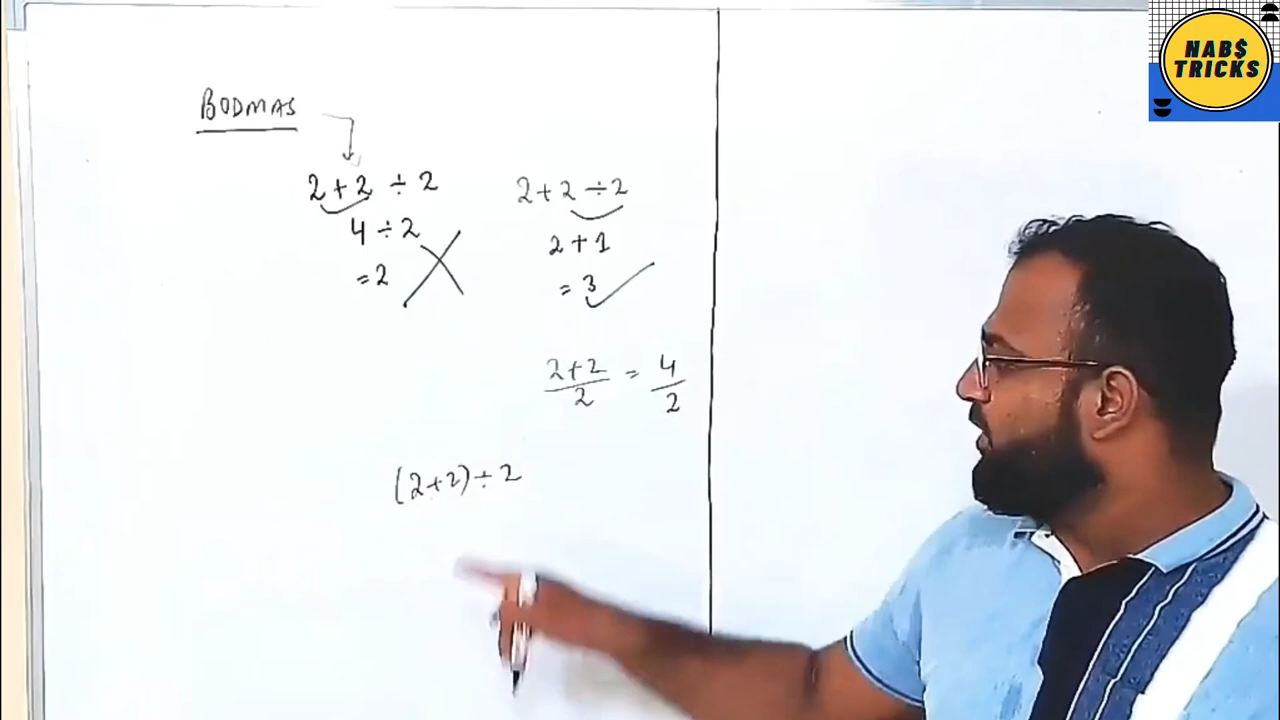 BODMAS
2+2 ÷ 2
4 ÷ 2
= 2
2+2 ÷ 2
2 + 1
= 3
2+2/2 = 4/2
(2+2) ÷ 2
NAB$
TRICKS